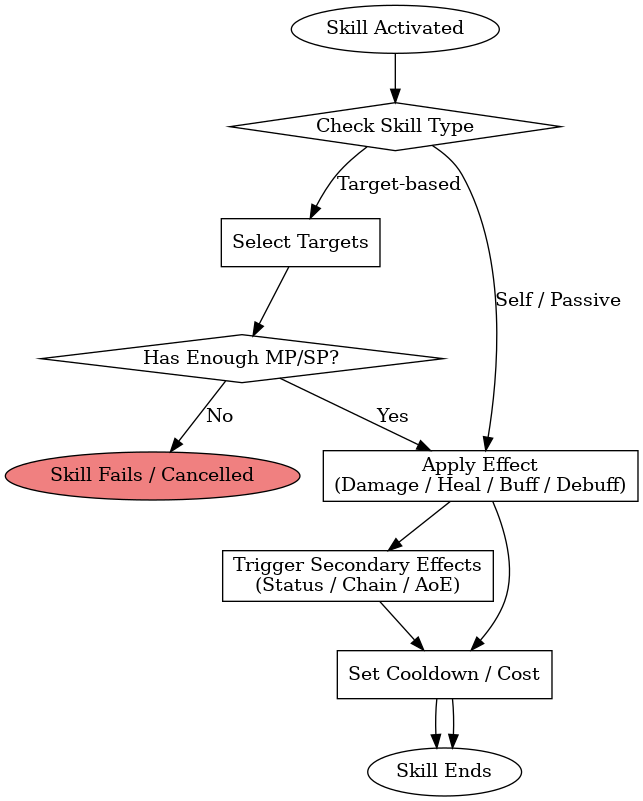 Skill Activated
Check Skill Type
Target-based
Select Targets
Self / Passive
Has Enough MP/SP?
No
Yes
Skill Fails / Cancelled
Apply Effect
(Damage / Heal / Buff / Debuff)
Trigger Secondary Effects
(Status / Chain / AoE)
Set Cooldown / Cost
Skill Ends